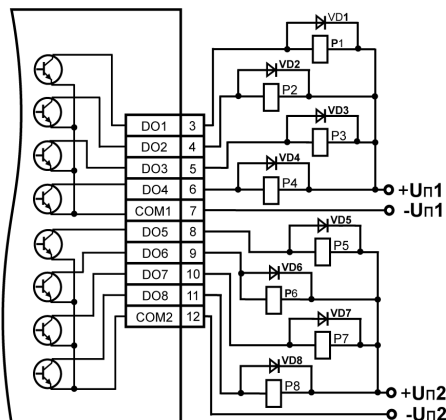 VD1
P1
VD2
P2
DO1 3
VD3
DO2 4
P3
DO3 5
VD4
DO4 6
P4
+Uп1
COM1 7
-Uп1
DO5 8
VD5
DO6 9
P5
VD6
DO7 10
P6
DO8 11
VD7
COM2 12
P7
VD8
P8
+Uп2
-Uп2